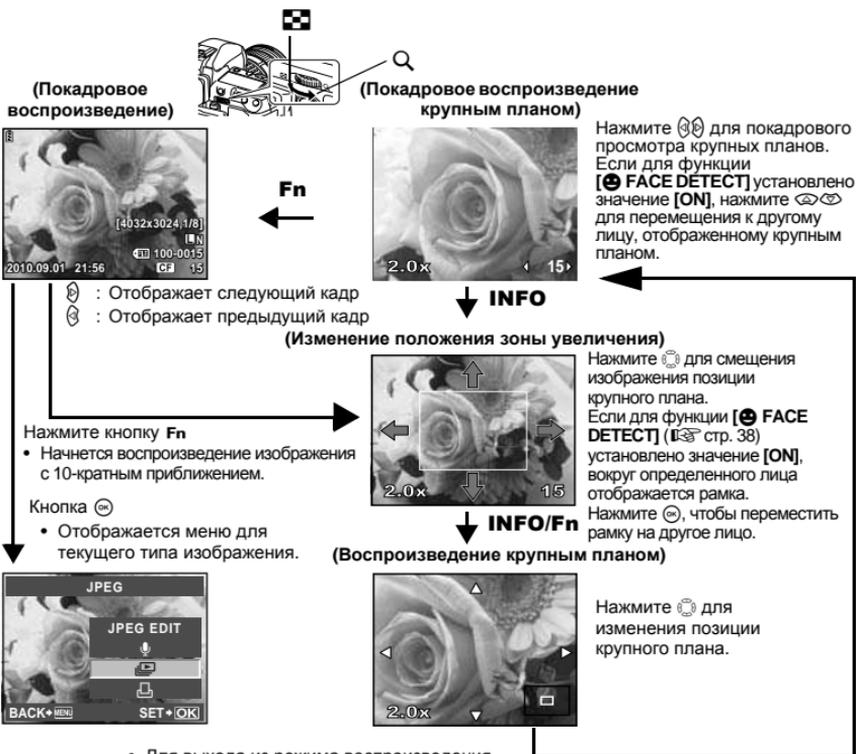 (Покадровое
воспроизведение)
(Покадровое воспроизведение
крупным планом)
[4032x3024,1/8]
N
100-0015
2010.09.01 21:56 CF 15
Fn
2.0x 15
Нажмите для покадрового
просмотра крупных планов.
Если для функции
[FACE DETECT] установлено
значение [ON], нажмите
для перемещения к другому
лицу, отображенному крупным
планом.
: Отображает следующий кадр
: Отображает предыдущий кадр
INFO
(Изменение положения зоны увеличения)
2.0x 15
Нажмите для смещения
изображения позиции
крупного плана.
Если для функции [FACE
DETECT] (стр. 38)
установлено значение [ON],
вокруг определенного лица
отображается рамка.
Нажмите, чтобы переместить
рамку на другое лицо.
Нажмите кнопку Fn
• Начнется воспроизведение изображения
с 10-кратным приближением.
Кнопка
• Отображается меню для
текущего типа изображения.
INFO/Fn
(Воспроизведение крупным планом)
JPEG
JPEG EDIT
BACK MENU SET OK
2.0x
Нажмите для
изменения позиции
крупного плана.